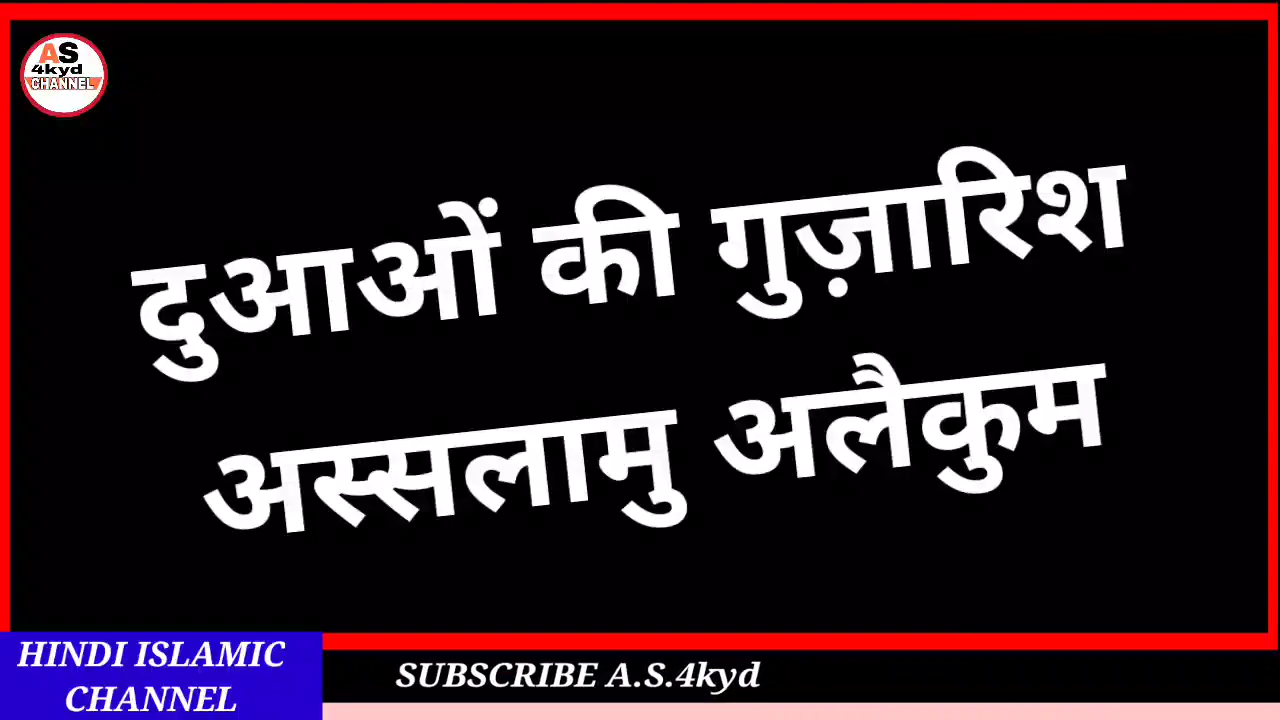 AS
4kyd
CHANNEL
दुआओं की गुज़ारिश
अस्सलामु अलैकुम
HINDI ISLAMIC
CHANNEL
SUBSCRIBE A.S.4kyd